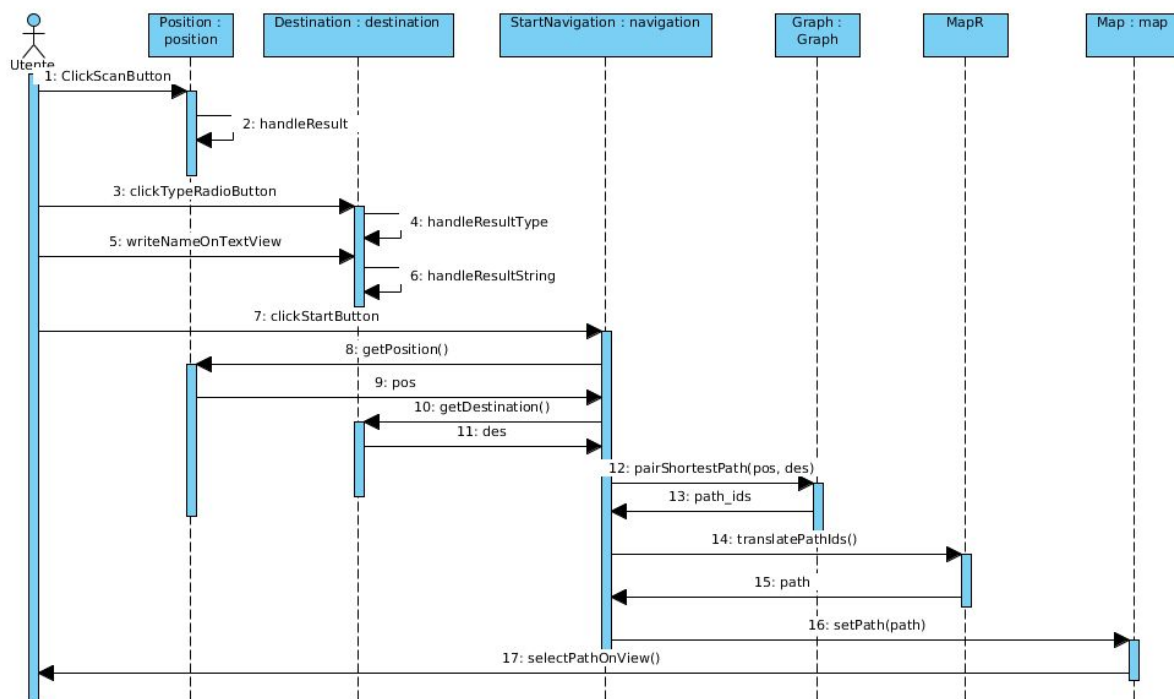 Position :
position
Destination : destination
StartNavigation : navigation
Graph :
Graph
MapR
Map : map
Utente
1: ClickScanButton
2: handleResult
3: clickTypeRadioButton
4: handleResultType
5: writeNameOnTextView
6: handleResultString
7: clickStartButton
8: getPosition()
9: pos
10: getDestination()
11: des
12: pairShortestPath(pos, des)
13: path_ids
14: translatePathIds()
15: path
16: setPath(path)
17: selectPathOnView()